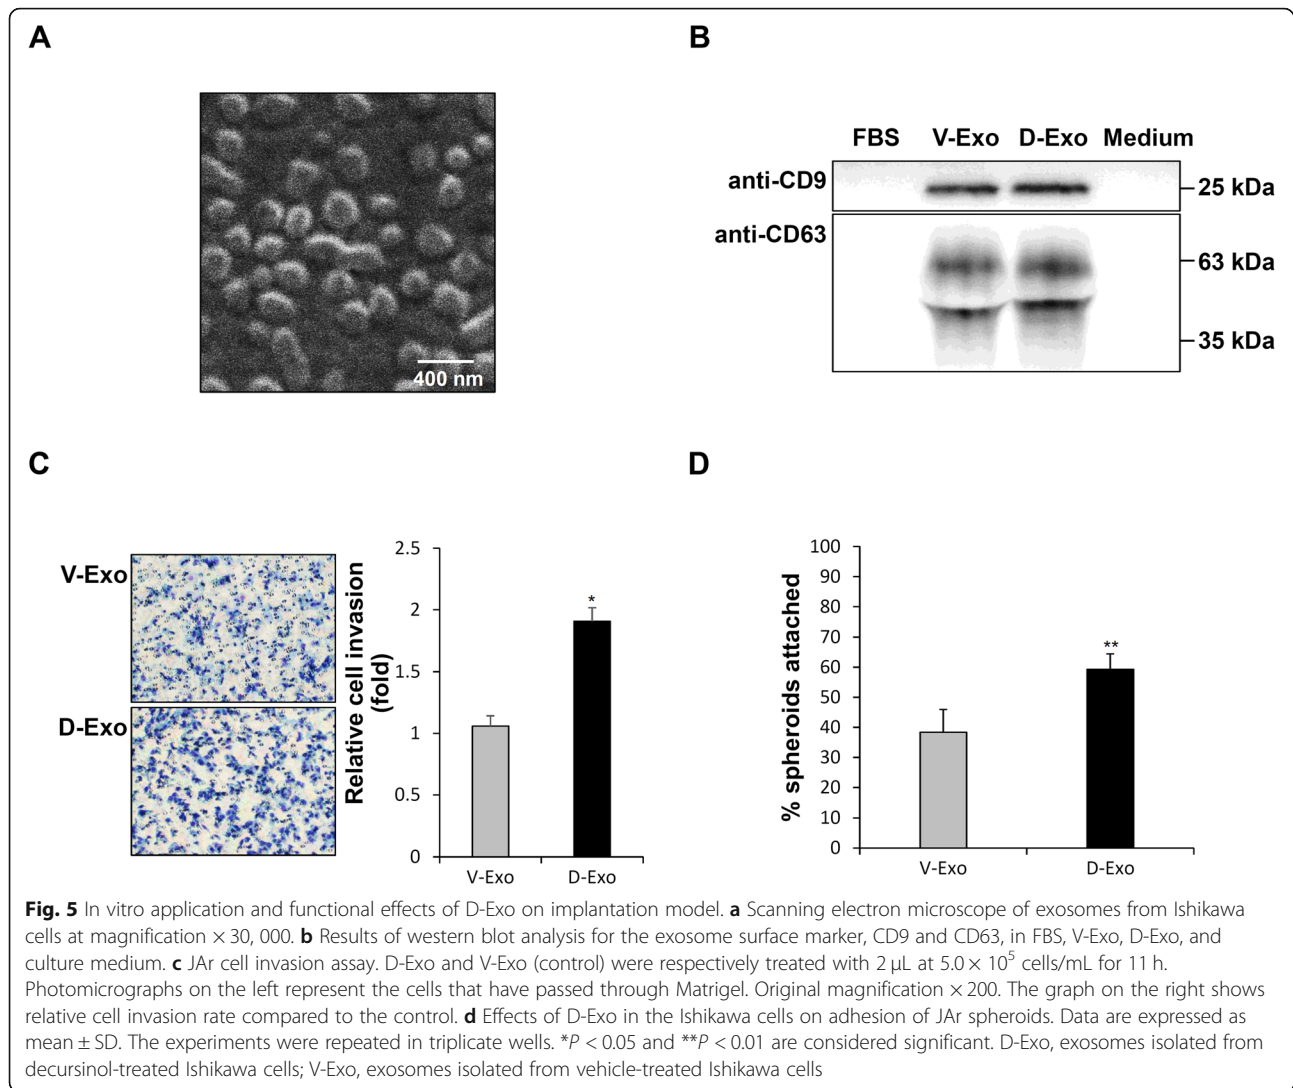 A
B
400 nm
FBS V-Exo D-Exo Medium
anti-CD9
25 kDa
anti-CD63
63 kDa
35 kDa
C
D
V-Exo
D-Exo
Relative cell invasion
(fold)
2.5
2
1.5
1
0.5
0
*
V-Exo D-Exo
% spheroids attached
100
90
80
70
60
50
40
30
20
10
0
**
V-Exo D-Exo
Fig. 5 In vitro application and functional effects of D-Exo on implantation model. a Scanning electron microscope of exosomes from Ishikawa
cells at magnification × 30, 000. b Results of western blot analysis for the exosome surface marker, CD9 and CD63, in FBS, V-Exo, D-Exo, and
culture medium. c JAr cell invasion assay. D-Exo and V-Exo (control) were respectively treated with 2 μL at 5.0 × 10⁵ cells/mL for 11 h.
Photomicrographs on the left represent the cells that have passed through Matrigel. Original magnification × 200. The graph on the right shows
relative cell invasion rate compared to the control. d Effects of D-Exo in the Ishikawa cells on adhesion of JAr spheroids. Data are expressed as
mean ± SD. The experiments were repeated in triplicate wells. *P < 0.05 and **P < 0.01 are considered significant. D-Exo, exosomes isolated from
decursinol-treated Ishikawa cells; V-Exo, exosomes isolated from vehicle-treated Ishikawa cells